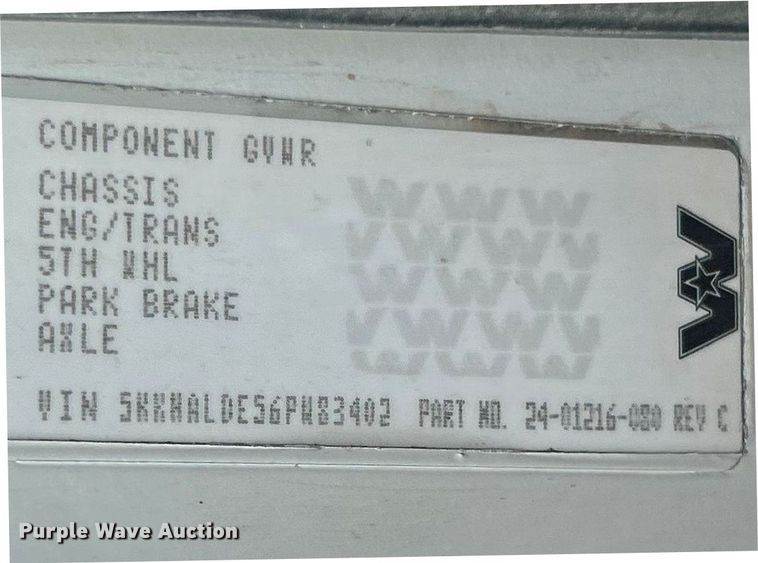 COMPONENT GVWR
CHASSIS
ENG/TRANS
5TH WHL
PARK BRAKE
AXLE
VIN 5KKHALDE56PW83402 PART NO. 24-01216-080 REV C
Purple Wave Auction